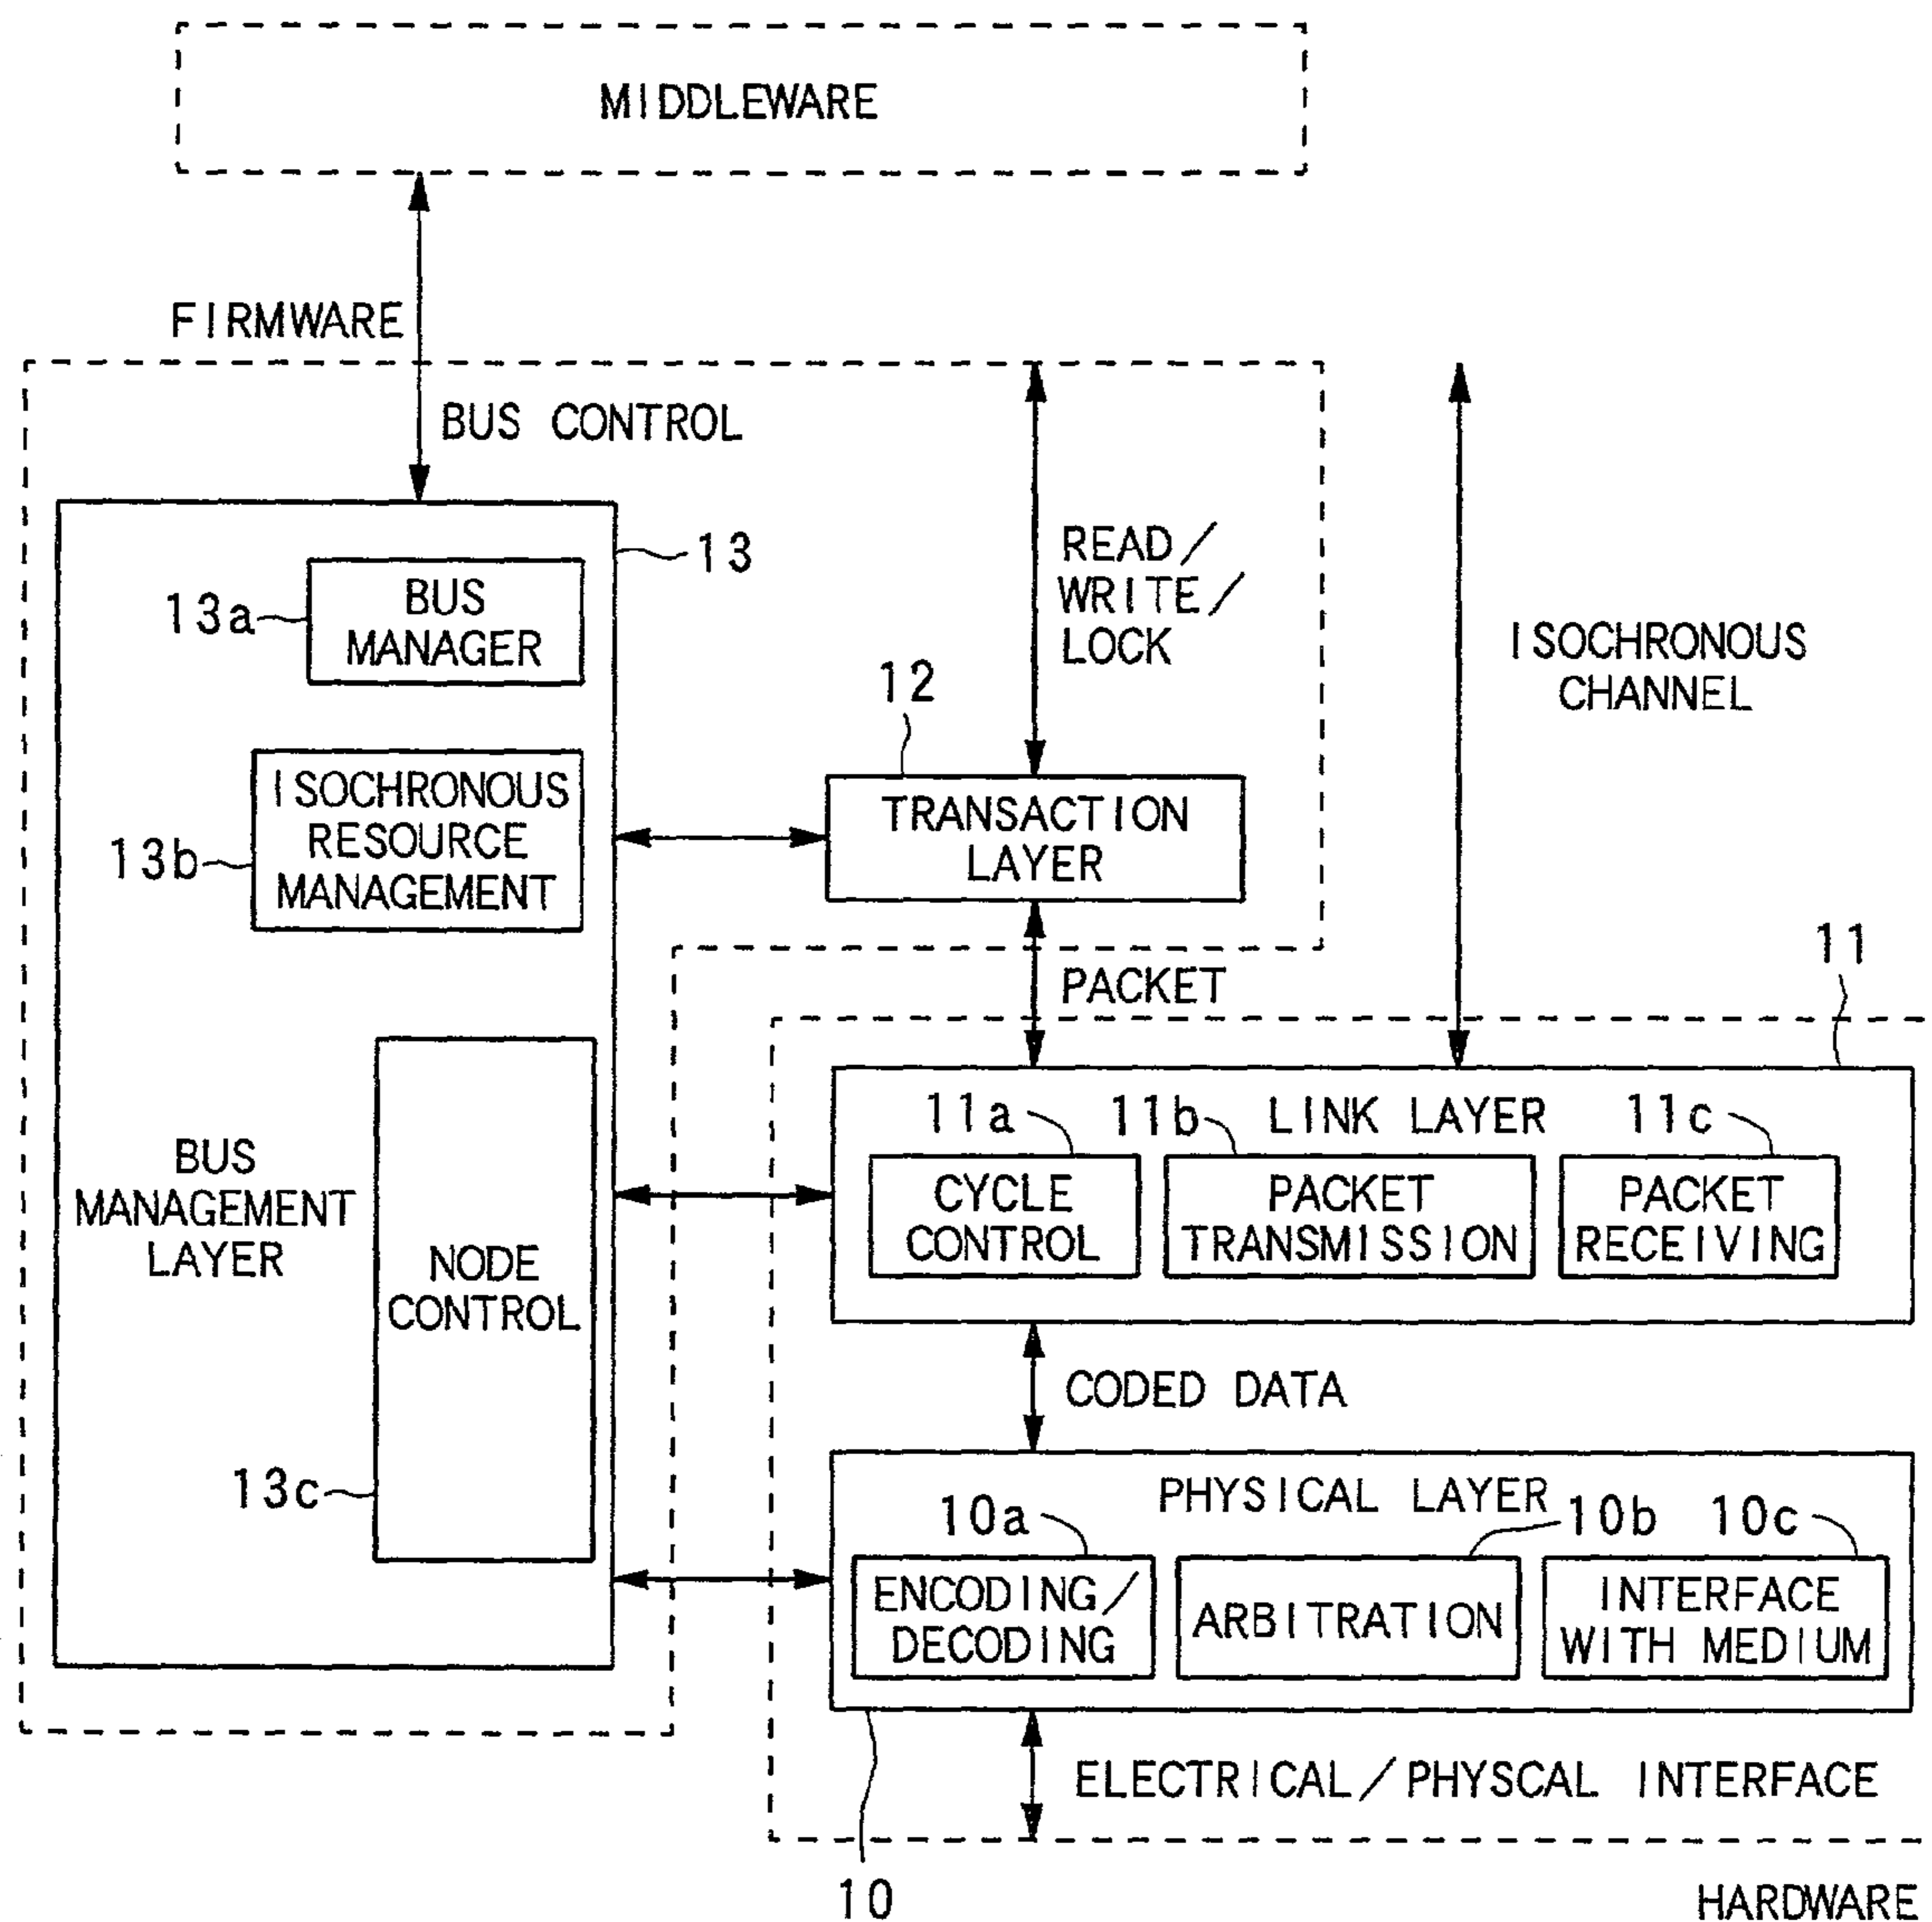 MIDDLEWARE
FIRMWARE
BUS CONTROL
13
13a
BUS
MANAGER
READ/
WRITE/
LOCK
ISOCHRONOUS
CHANNEL
12
13b
ISOCHRONOUS
RESOURCE
MANAGEMENT
TRANSACTION
LAYER
PACKET
11
11a
11b
LINK LAYER
11c
CYCLE
CONTROL
PACKET
TRANSMISSION
PACKET
RECEIVING
BUS
MANAGEMENT
LAYER
NODE
CONTROL
13c
CODED DATA
PHYSICAL LAYER
10a
10b
10c
ENCODING/
DECODING
ARBITRATION
INTERFACE
WITH MEDIUM
ELECTRICAL/PHYSCAL INTERFACE
10
HARDWARE